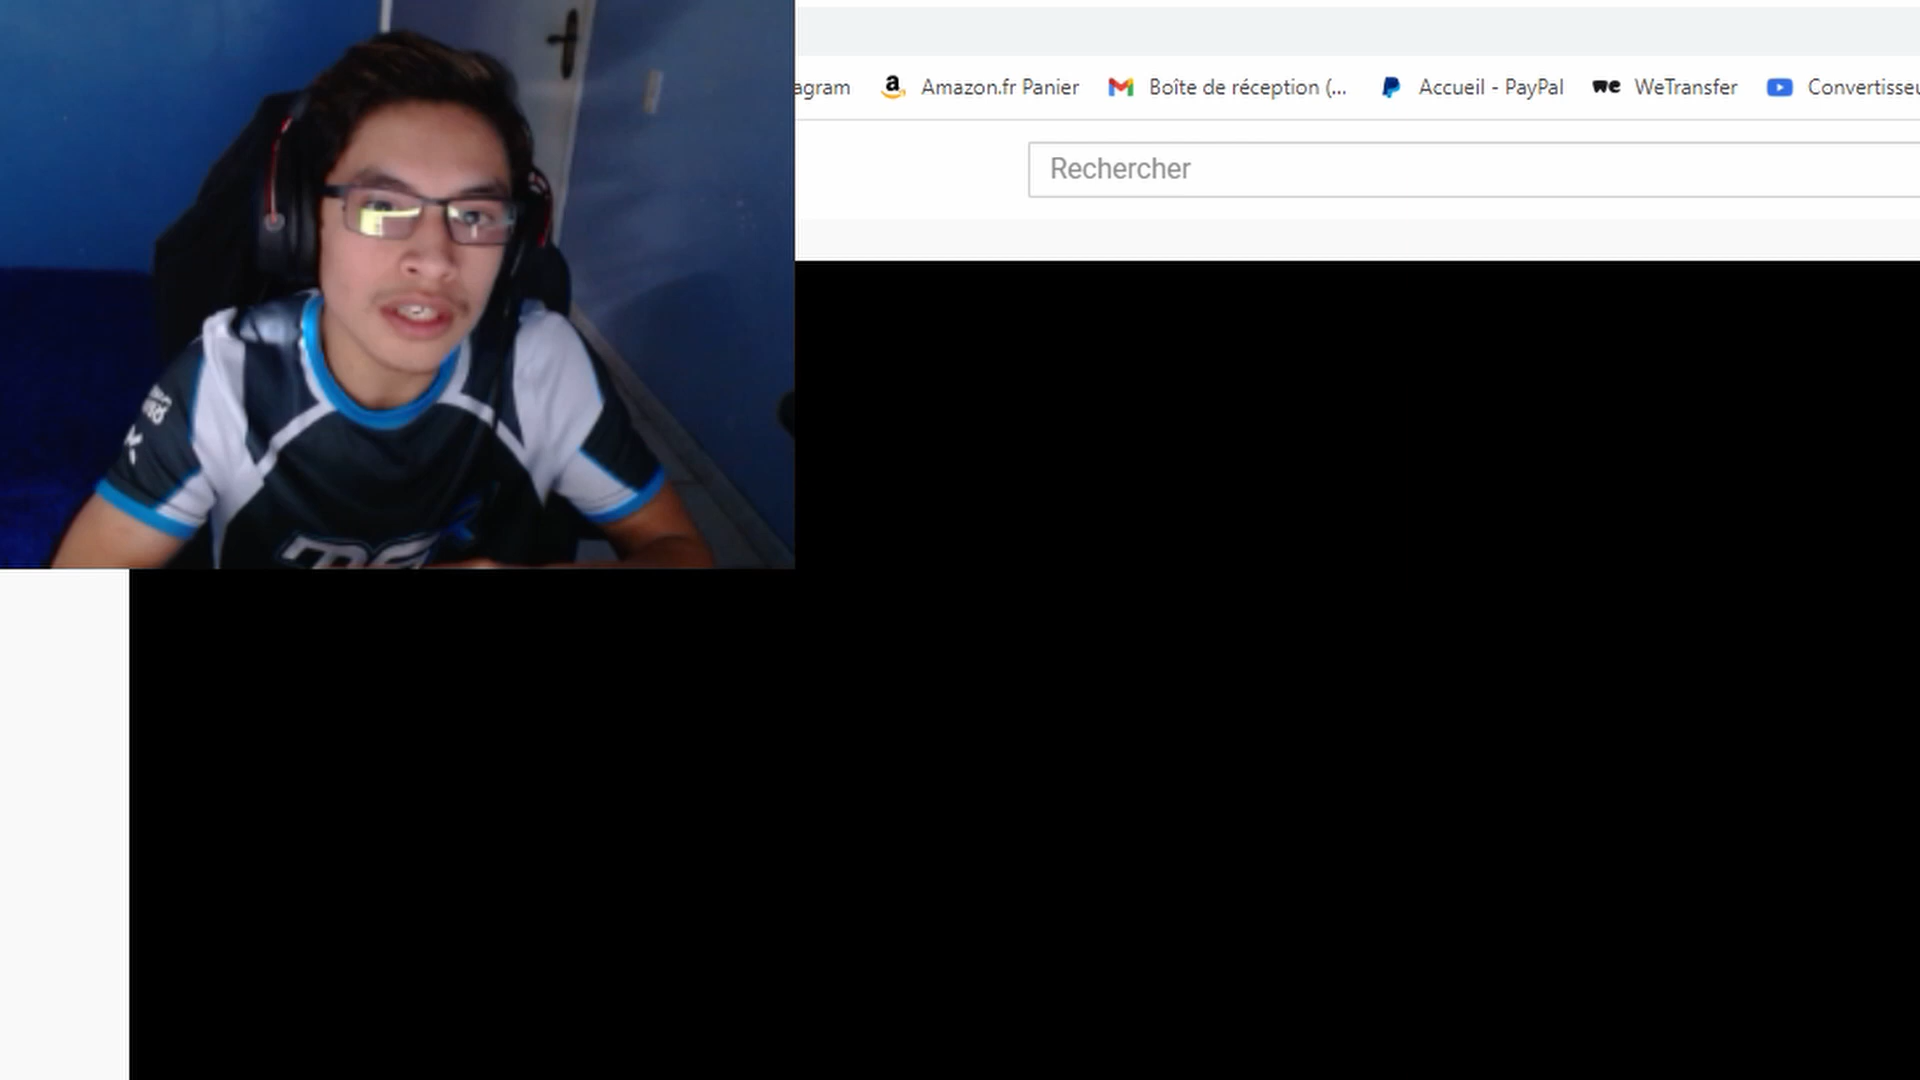 agram Amazon.fr Panier Boîte de réception (... Accueil - PayPal WeTransfer Convertisseu
Rechercher